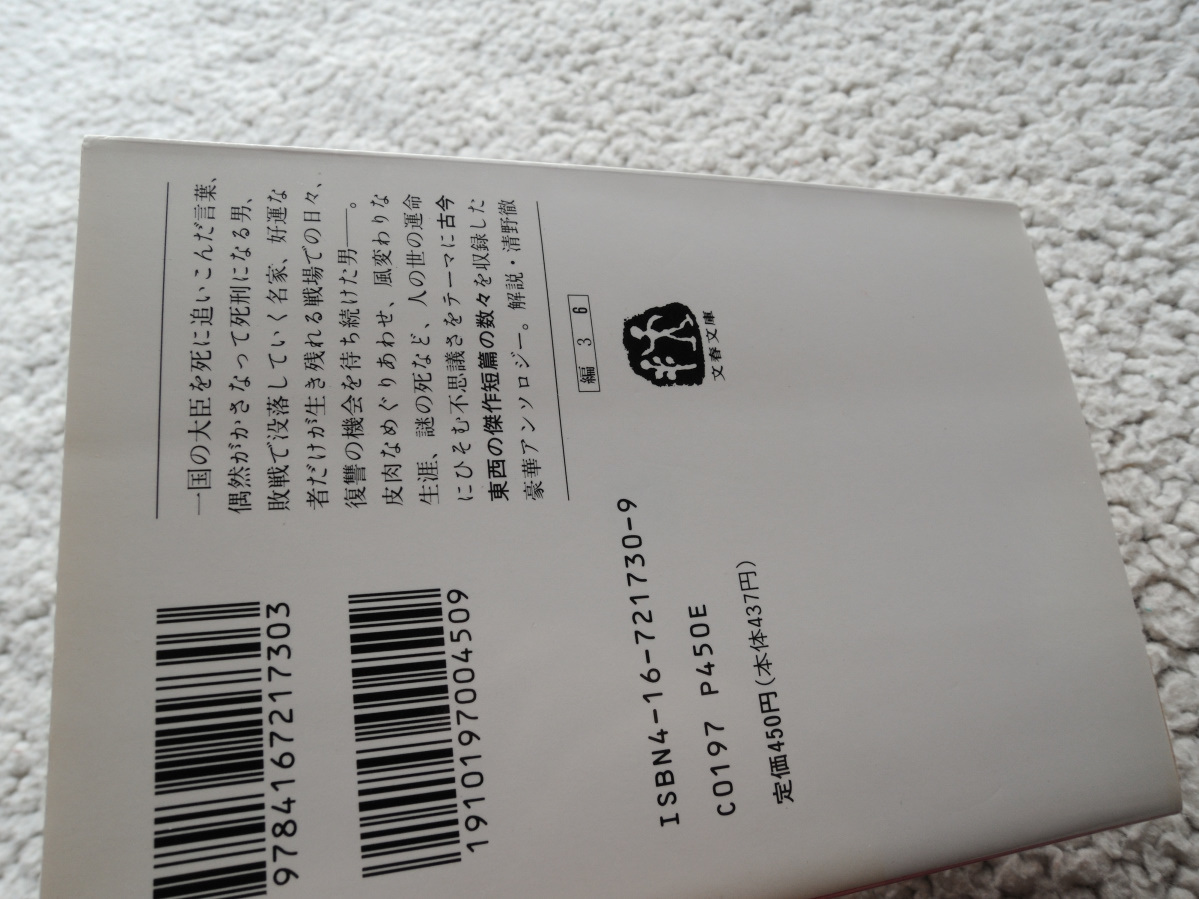 一国の大臣を死に追いこんだ言葉、
偶然がかさなって死刑になる男、
敗戦で没落していく名家、好運な
者だけが生き残れる戦場での日々、
復讐の機会を待ち続けた男――。
皮肉なめぐりあわせ、風変わりな
生涯、謎の死など、人の世の運命
にひそむ不思議さをテーマに古今
東西の傑作短篇の数々を収録した
豪華アンソロジー。解説・清野徹
編 3 6
文春文庫
9784167217303
1910197004509
ISBN4-16-721730-9
C0197 P450E
定価450円(本体437円)